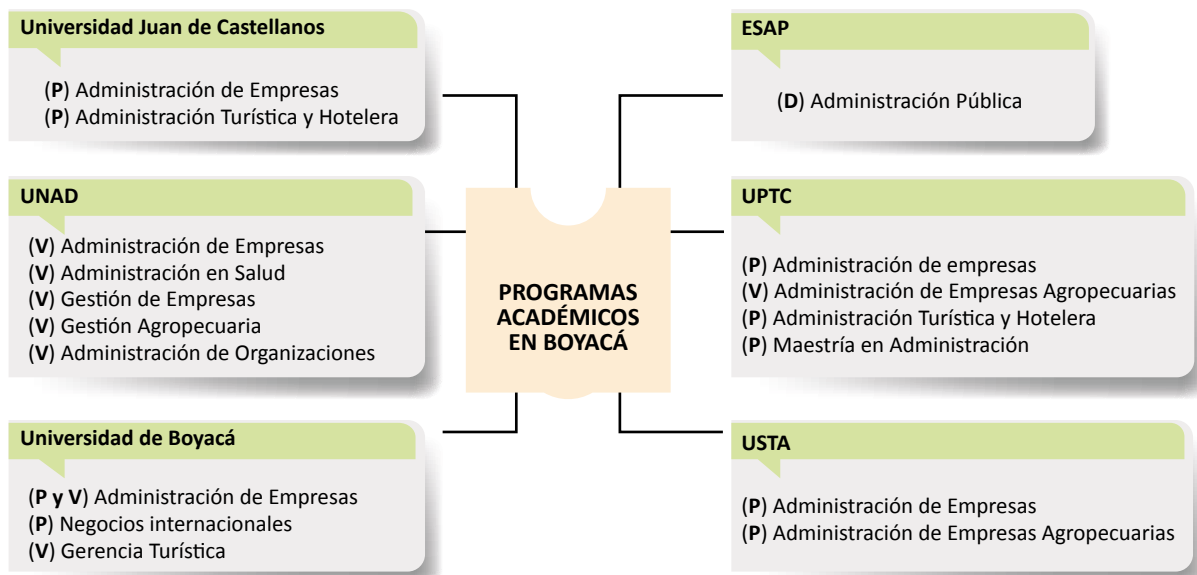 Universidad Juan de Castellanos
(P) Administración de Empresas
(P) Administración Turística y Hotelera
ESAP
(D) Administración Pública
UNAD
(V) Administración de Empresas
(V) Administración en Salud
(V) Gestión de Empresas
(V) Gestión Agropecuaria
(V) Administración de Organizaciones
PROGRAMAS
ACADÉMICOS
EN BOYACÁ
UPTC
(P) Administración de empresas
(V) Administración de Empresas Agropecuarias
(P) Administración Turística y Hotelera
(P) Maestría en Administración
Universidad de Boyacá
(P y V) Administración de Empresas
(P) Negocios internacionales
(V) Gerencia Turística
USTA
(P) Administración de Empresas
(P) Administración de Empresas Agropecuarias